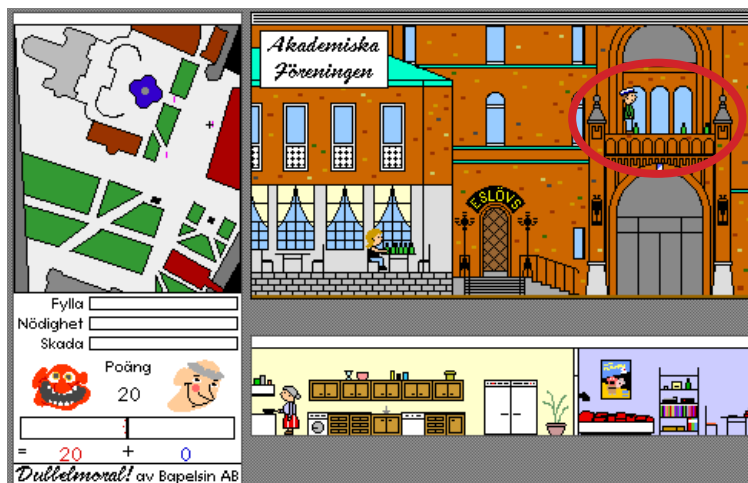 Akademiska
Föreningen
ESLÖVS
Fylla
Nödighet
Skada
Poäng
20
= 20 + 0
Dubbelmoral! av Bapelsin AB